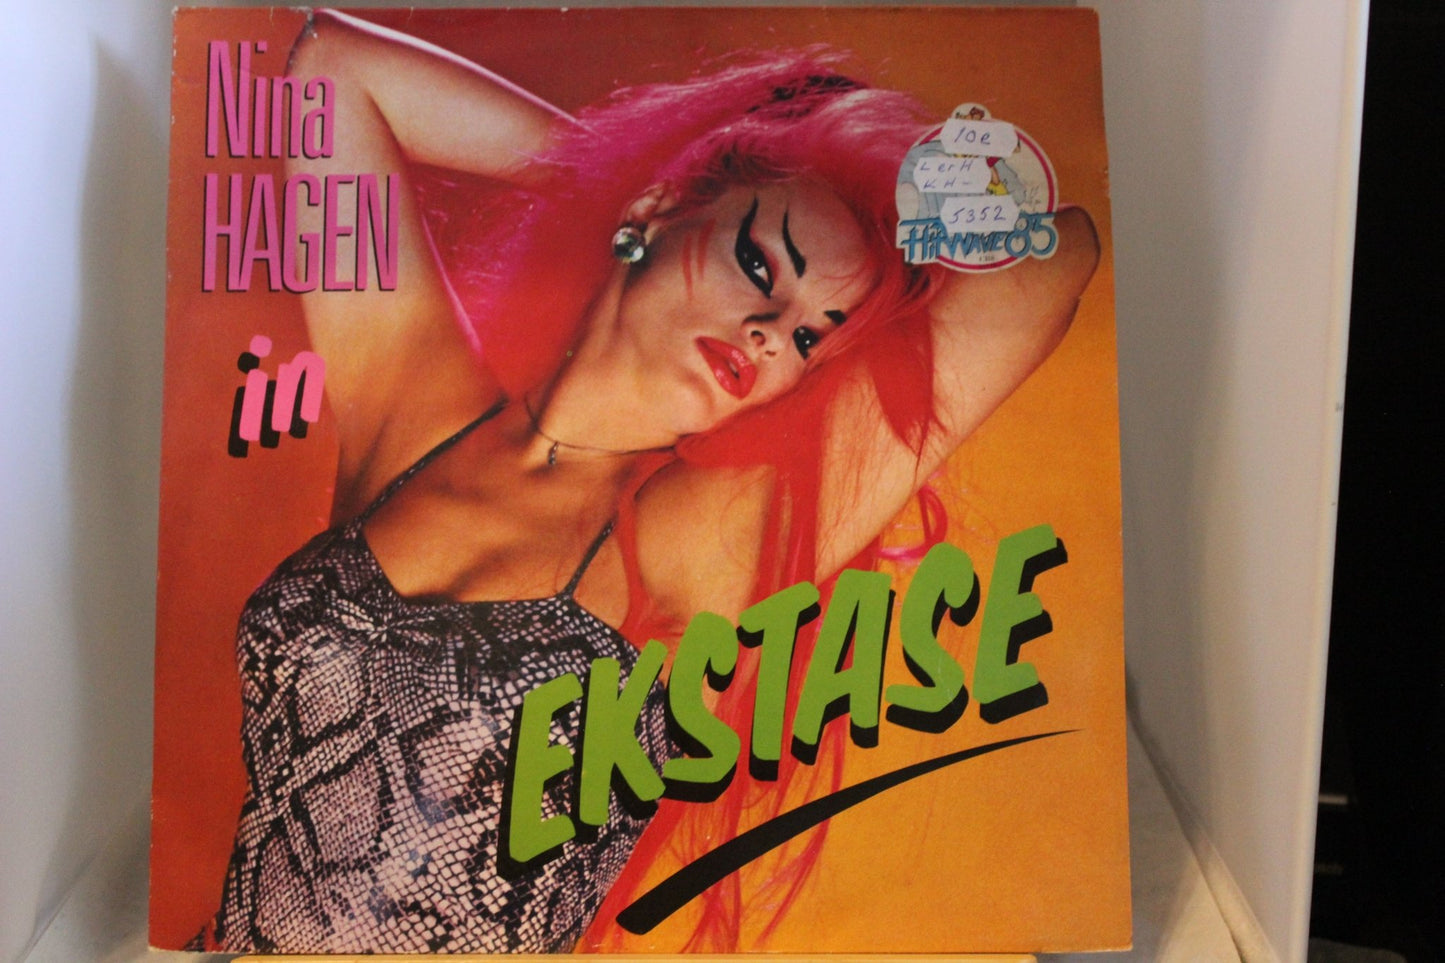 Nina
HAGEN
in
EKSTASE
10e
LerH
KH-
5352
HitWAVE 85